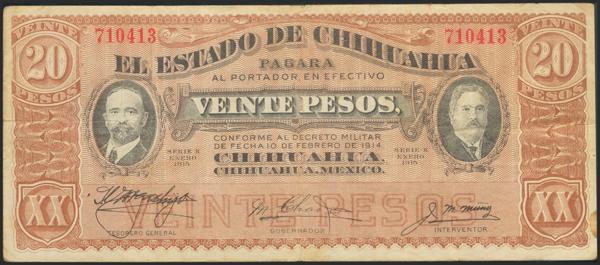 VEINTE
20
PESOS
710413
710413
VEINTE
20
PESOS
EL ESTADO DE CHIHUAHUA
PAGARA
AL PORTADOR, EN EFECTIVO
VEINTE PESOS,
CONFORME AL DECRETO MILITAR
DE FECHA 10 DE FEBRERO DE 1914.
CHIHUAHUA,
CHIHUAHUA, MEXICO.
SERIE K
ENERO
1915
SERIE K
ENERO
1915
XX
VEINTE PESOS
XX
TESORERO GENERAL
GOBERNADOR
INTERVENTOR